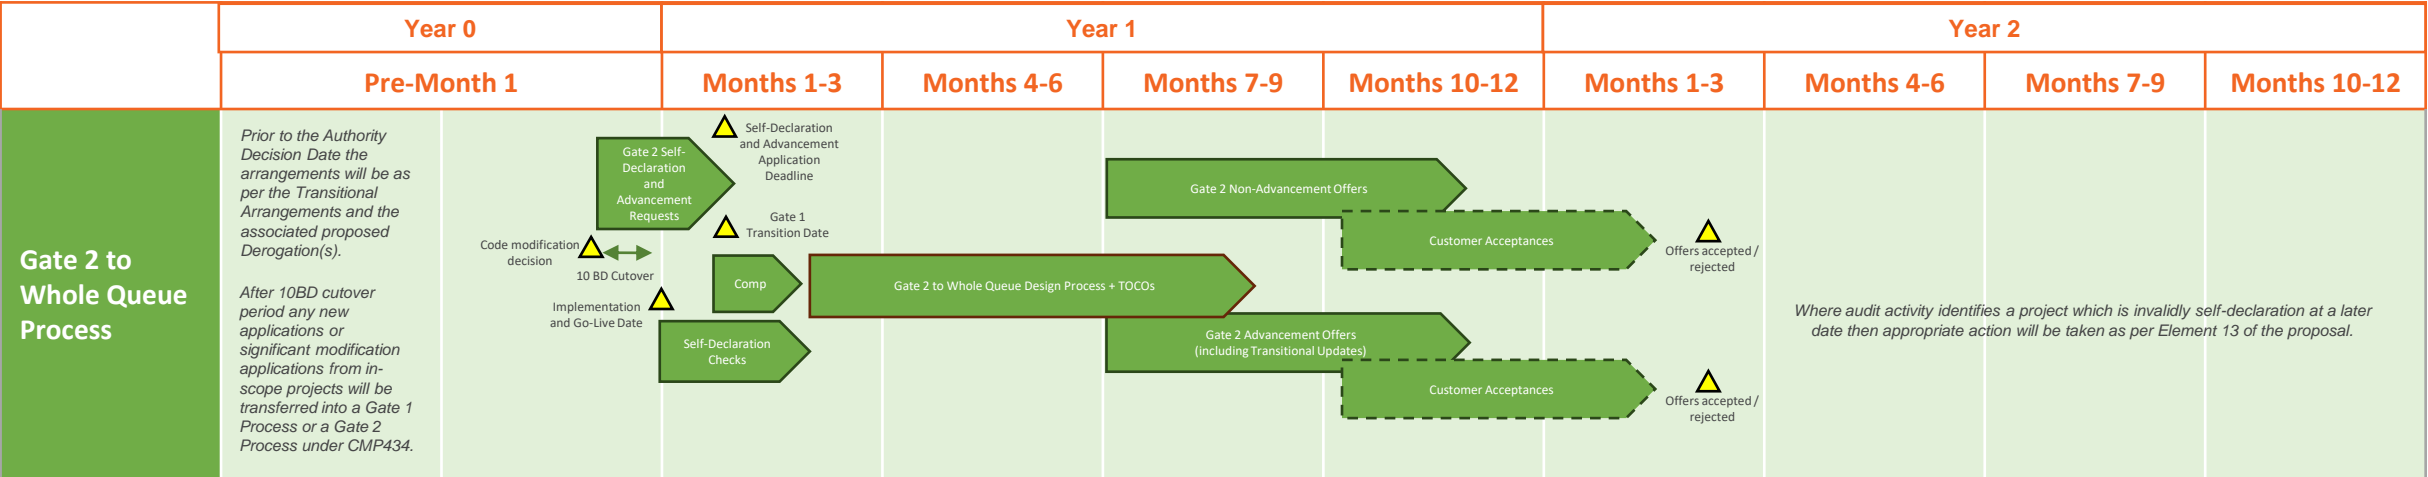 Year 0
Year 1
Year 2
Pre-Month 1
Months 1-3
Months 4-6
Months 7-9
Months 10-12
Months 1-3
Months 4-6
Months 7-9
Months 10-12
Gate 2 to
Whole Queue
Process
Prior to the Authority
Decision Date the
arrangements will be as
per the Transitional
Arrangements and the
associated proposed
Derogation(s).
After 10BD cutover
period any new
applications or
significant modification
applications from in-
scope projects will be
transferred into a Gate 1
Process or a Gate 2
Process under CMP434.
Code modification
decision
10 BD Cutover
Implementation
and Go-Live Date
Gate 2 Self-
Declaration
and
Advancement
Requests
Self-Declaration
and Advancement
Application
Deadline
Gate 1
Transition Date
Comp
Self-Declaration
Checks
Gate 2 to Whole Queue Design Process + TOCOs
Gate 2 Non-Advancement Offers
Customer Acceptances
Offers accepted /
rejected
Gate 2 Advancement Offers
(including Transitional Updates)
Customer Acceptances
Offers accepted /
rejected
Where audit activity identifies a project which is invalidly self-declaration at a later
date then appropriate action will be taken as per Element 13 of the proposal.